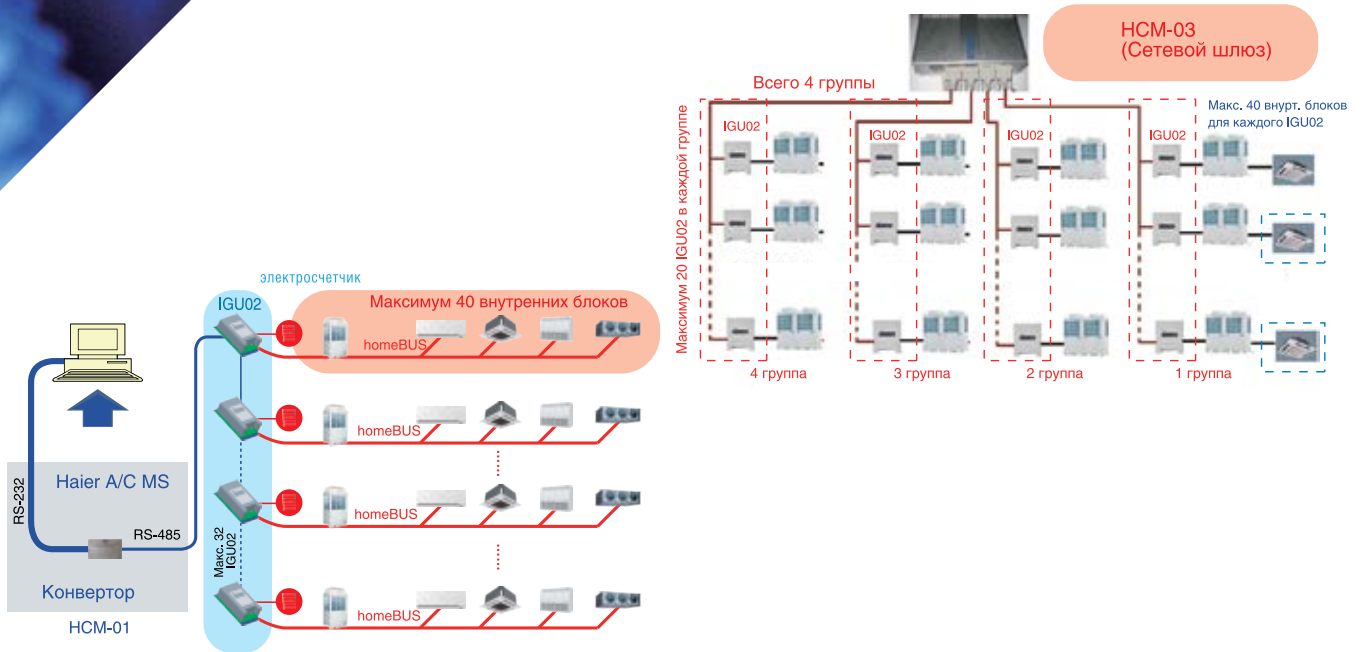 HCM-03
(Сетевой шлюз)
Всего 4 группы
Макс. 40 внурт. блоков
для каждого IGU02
IGU02
IGU02
IGU02
IGU02
Максимум 20 IGU02 в каждой группе
4 группа
3 группа
2 группа
1 группа
электросчетчик
IGU02
Максимум 40 внутренних блоков
homeBUS
homeBUS
homeBUS
homeBUS
Haier A/C MS
RS-232
RS-485
Макс. 32
IGU02
Конвертор
HCM-01